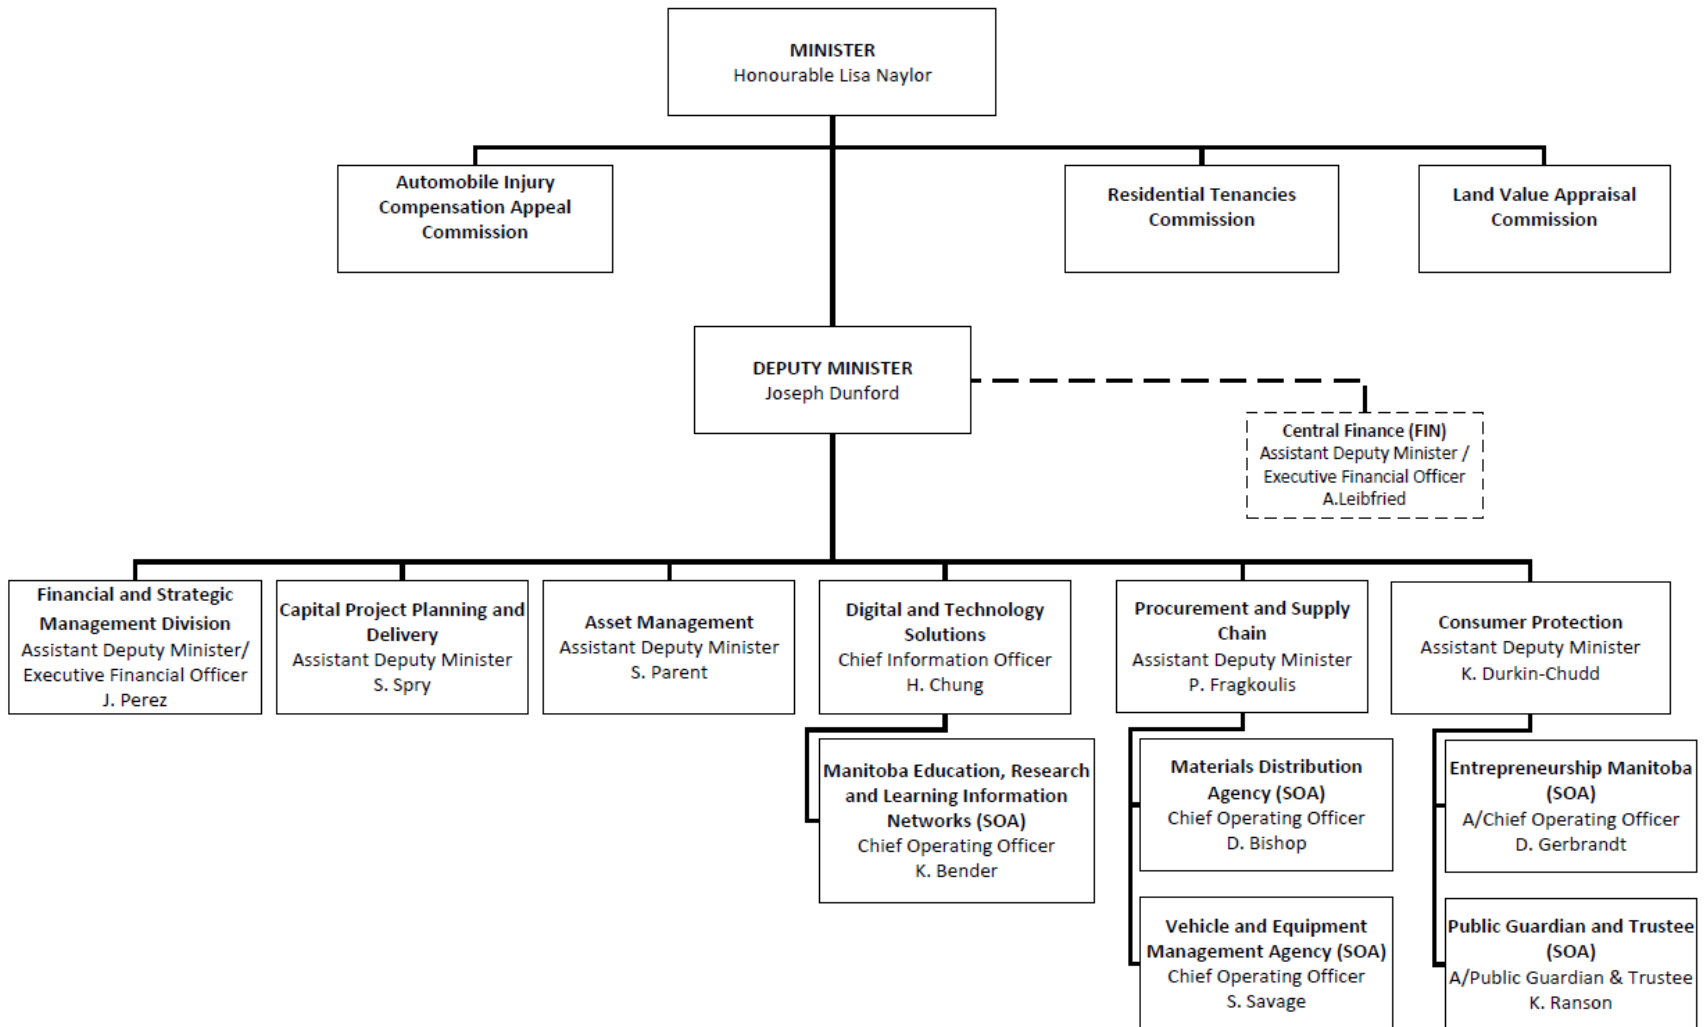 MINISTER
Honourable Lisa Naylor
Automobile Injury
Compensation Appeal
Commission
Residential Tenancies
Commission
Land Value Appraisal
Commission
DEPUTY MINISTER
Joseph Dunford
Central Finance (FIN)
Assistant Deputy Minister /
Executive Financial Officer
A.Leibfried
Financial and Strategic
Management Division
Assistant Deputy Minister/
Executive Financial Officer
J. Perez
Capital Project Planning and
Delivery
Assistant Deputy Minister
S. Spry
Asset Management
Assistant Deputy Minister
S. Parent
Digital and Technology
Solutions
Chief Information Officer
H. Chung
Procurement and Supply
Chain
Assistant Deputy Minister
P. Fragkoulis
Consumer Protection
Assistant Deputy Minister
K. Durkin-Chudd
Manitoba Education, Research
and Learning Information
Networks (SOA)
Chief Operating Officer
K. Bender
Materials Distribution
Agency (SOA)
Chief Operating Officer
D. Bishop
Entrepreneurship Manitoba
(SOA)
A/Chief Operating Officer
D. Gerbrandt
Vehicle and Equipment
Management Agency (SOA)
Chief Operating Officer
S. Savage
Public Guardian and Trustee
(SOA)
A/Public Guardian & Trustee
K. Ranson